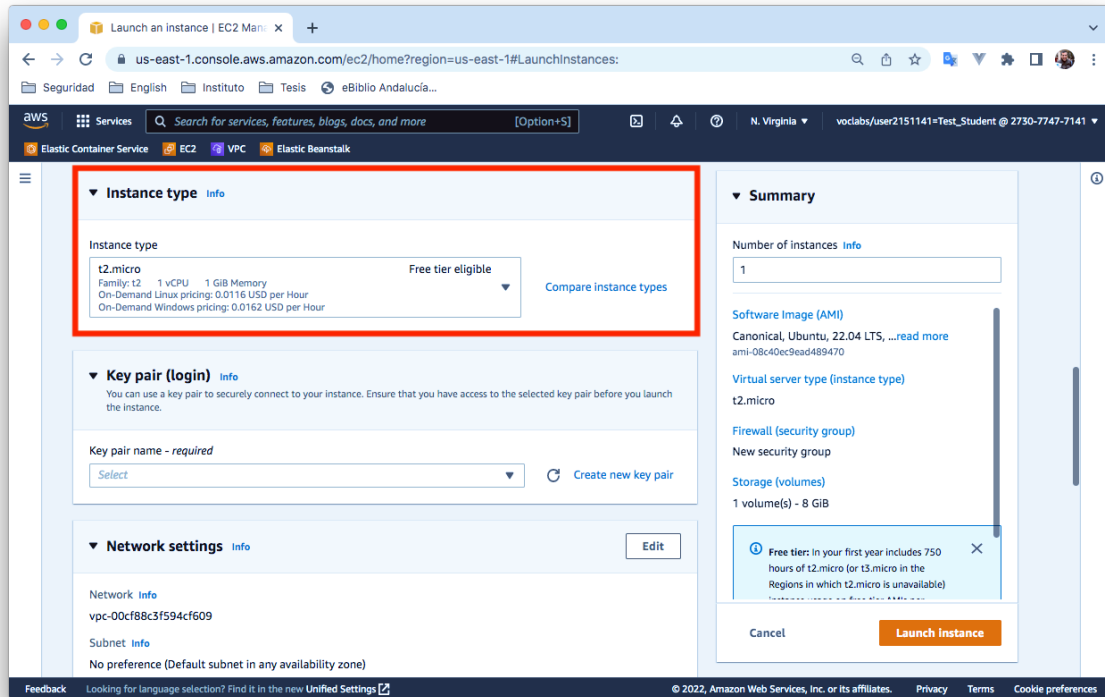 Launch an instance | EC2 Mana
us-east-1.console.aws.amazon.com/ec2/home?region=us-east-1#LaunchInstances:
Seguridad English Instituto Tesis eBiblio Andalucía...
aws Services Search for services, features, blogs, docs, and more [Option+S] N. Virginia voclabs/user2151141=Test_Student @ 2730-7747-7141
Elastic Container Service EC2 VPC Elastic Beanstalk
Instance type Info
Instance type
t2.micro Free tier eligible
Family: t2 1 vCPU 1 GiB Memory
On-Demand Linux pricing: 0.0116 USD per Hour
On-Demand Windows pricing: 0.0162 USD per Hour
Compare instance types
Key pair (login) Info
You can use a key pair to securely connect to your instance. Ensure that you have access to the selected key pair before you launch
the instance.
Key pair name - required
Select
Create new key pair
Network settings Info
Edit
Network Info
vpc-00cf88c3f594cf609
Subnet Info
No preference (Default subnet in any availability zone)
Summary
Number of instances Info
1
Software Image (AMI)
Canonical, Ubuntu, 22.04 LTS, ...read more
ami-08c40ec9ead489470
Virtual server type (instance type)
t2.micro
Firewall (security group)
New security group
Storage (volumes)
1 volume(s) - 8 GiB
Free tier: In your first year includes 750
hours of t2.micro (or t3.micro in the
Regions in which t2.micro is unavailable)
instance usage on free tier AMIs per
Cancel
Launch instance
Feedback Looking for language selection? Find it in the new Unified Settings © 2022, Amazon Web Services, Inc. or its affiliates. Privacy Terms Cookie preferences